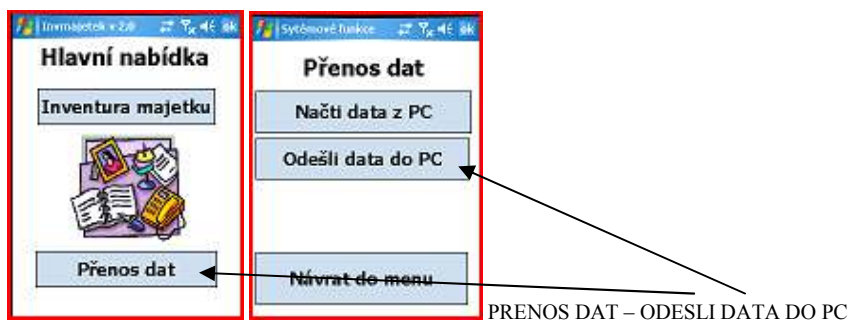 Invmajetek v 2.0 ok
Hlavní nabídka
Inventura majetku
Přenos dat
Sytémové funkce ok
Přenos dat
Načti data z PC
Odešli data do PC
Návrat do menu
PRENOS DAT – ODESLI DATA DO PC